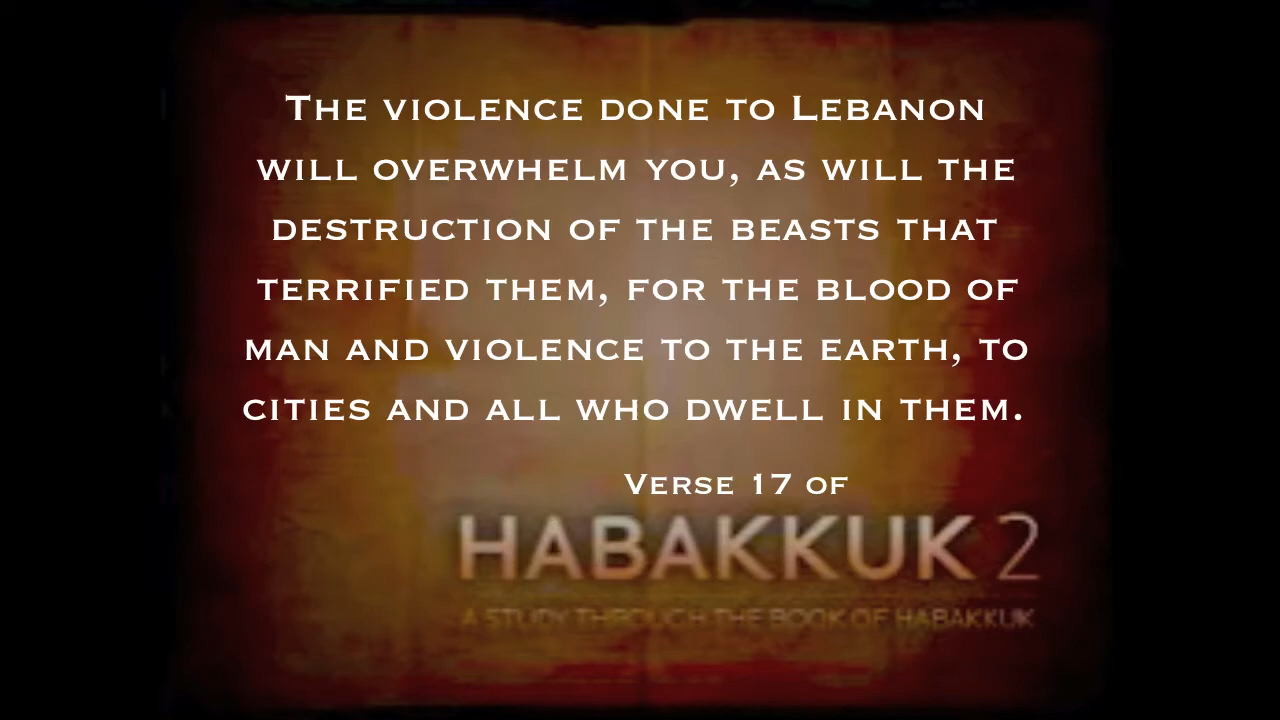 The violence done to Lebanon
will overwhelm you, as will the
destruction of the beasts that
terrified them, for the blood of
man and violence to the earth, to
cities and all who dwell in them.
Verse 17 of
HABAKKUK 2
A STUDY THROUGH THE BOOK OF HABAKKUK